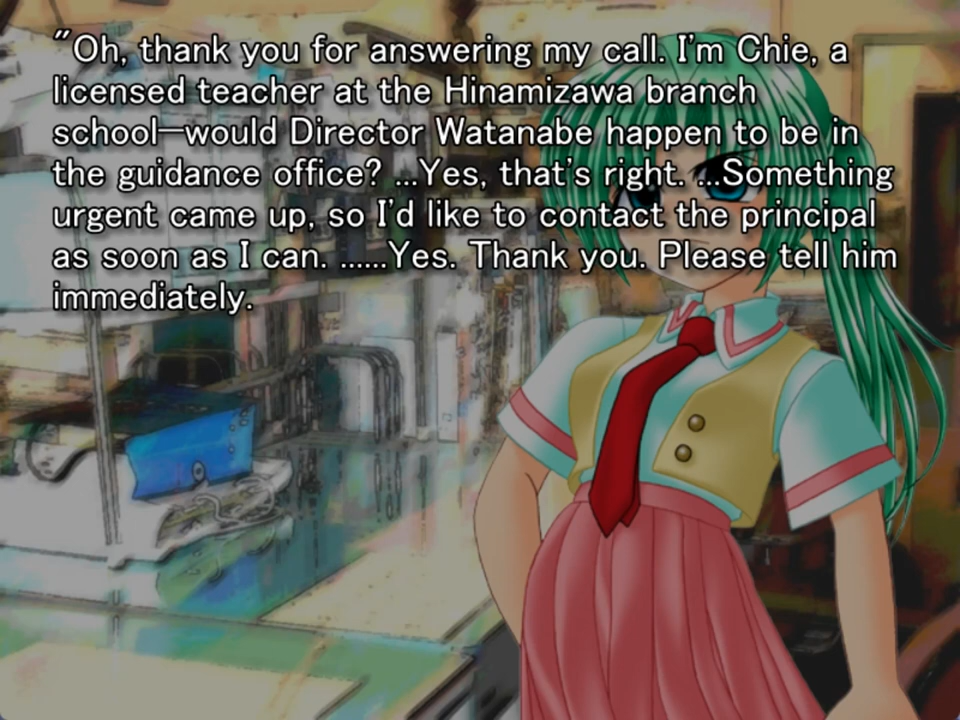 "Oh, thank you for answering my call. I'm Chie, a
licensed teacher at the Hinamizawa branch
school—would Director Watanabe happen to be in
the guidance office? ...Yes, that's right. ...Something
urgent came up, so I'd like to contact the principal
as soon as I can. ......Yes. Thank you. Please tell him
immediately.